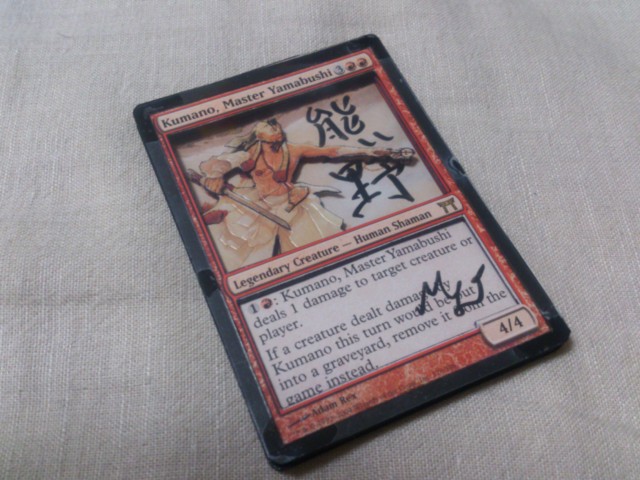 Kumano, Master Yamabushi 3
熊野
Legendary Creature — Human Shaman
1 : Kumano, Master Yamabushi
deals 1 damage to target creature or
player.
If a creature dealt damage by
Kumano this turn would be put
into a graveyard, remove it from the
game instead.
4/4
Adam Rex